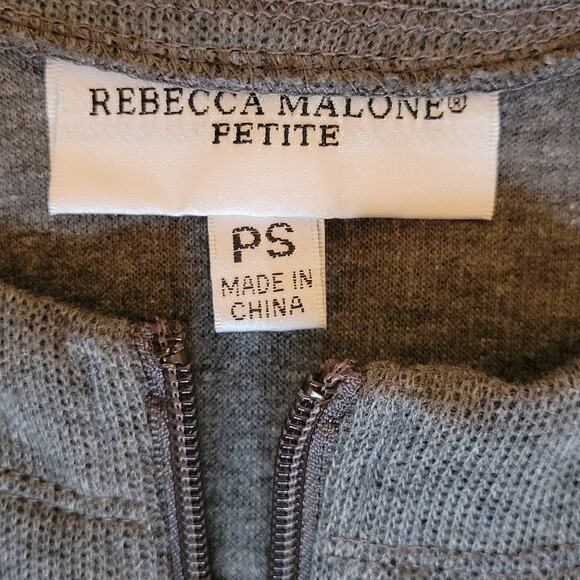 REBECCA MALONE®
PETITE
PS
MADE IN
CHINA